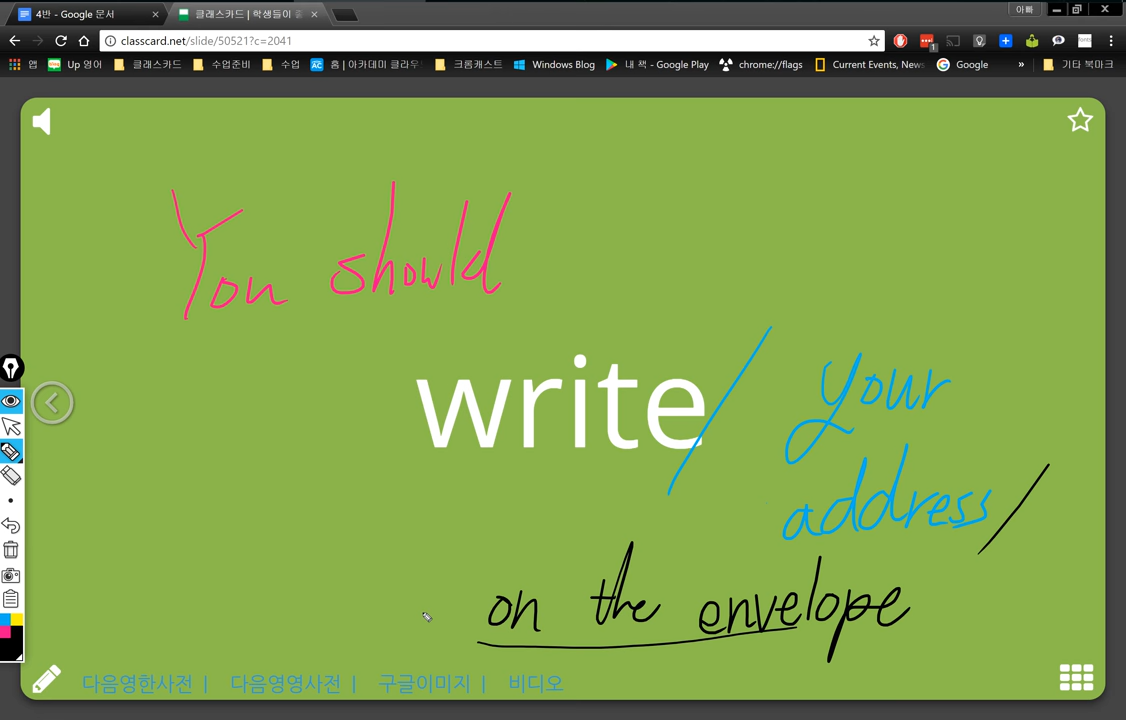 4반 - Google 문서
클래스카드 | 학생들이 좋
아빠
classcard.net/slide/50521?c=2041
앱 Up 영어 클래스카드 수업준비 수업 홈 | 아카데미 클라우 크롬캐스트 Windows Blog 내 책 - Google Play chrome://flags Current Events, News Google » 기타 북마크
You should
write / your
address /
on the envelope
다음영한사전 | 다음영영사전 | 구글이미지 | 비디오